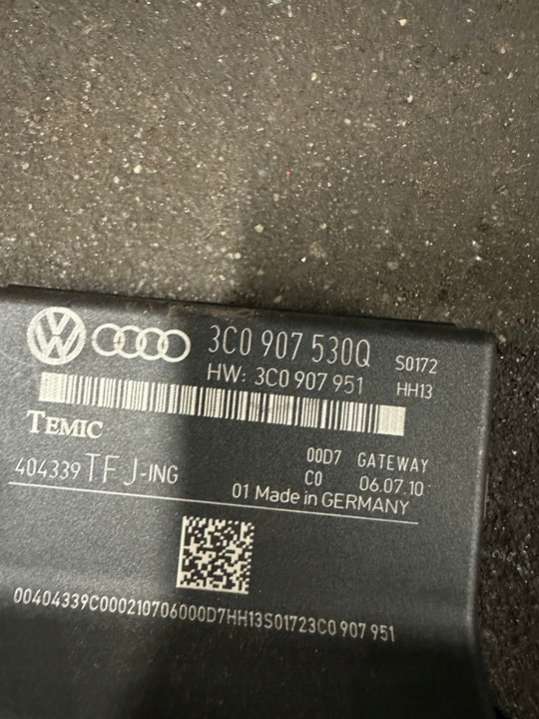 3C0 907 530Q S0172
HW: 3C0 907 951 HH13
TEMIC
00D7 GATEWAY
404339 TFJ-ING C0 06.07.10
01 Made in GERMANY
00404339C000210706000D7HH13S01723C0 907 951